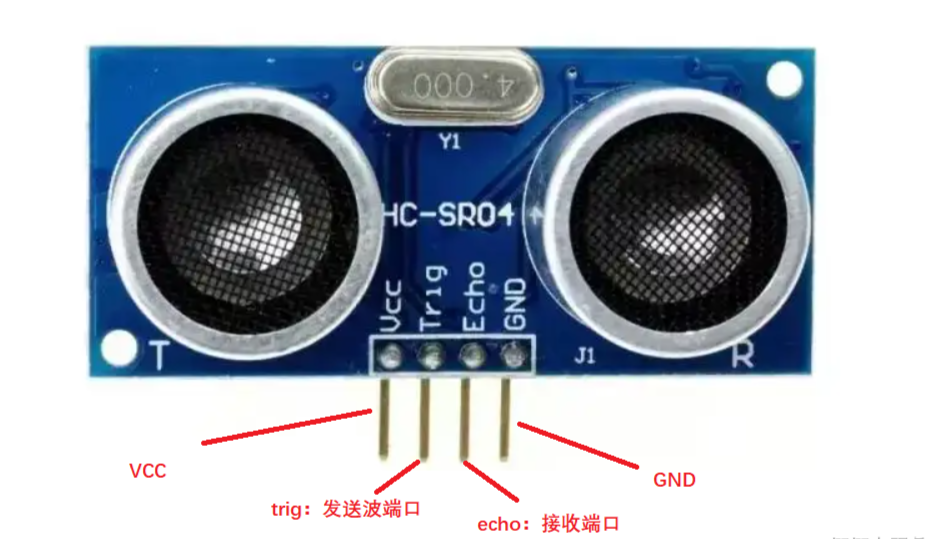 4.000
Y1
HC-SR04
Vcc
Trig
Echo
GND
T
J1
R
VCC
GND
trig：发送波端口
echo：接收端口